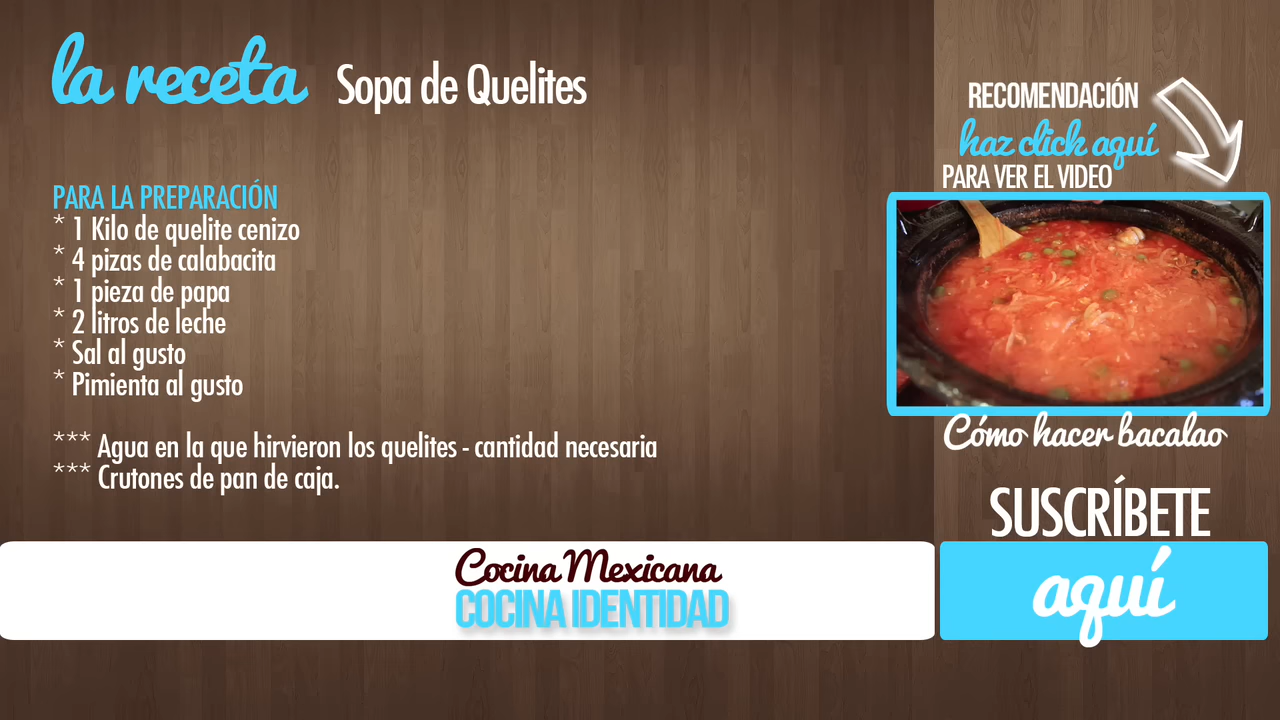 la receta Sopa de Quelites
PARA LA PREPARACIÓN
* 1 Kilo de quelite cenizo
* 4 pizas de calabacita
* 1 pieza de papa
* 2 litros de leche
* Sal al gusto
* Pimienta al gusto
*** Agua en la que hirvieron los quelites - cantidad necesaria
*** Crutones de pan de caja.
Cocina Mexicana
COCINA IDENTIDAD
RECOMENDACIÓN
haz click aquí
PARA VER EL VIDEO
Cómo hacer bacalao
SUSCRÍBETE
aquí